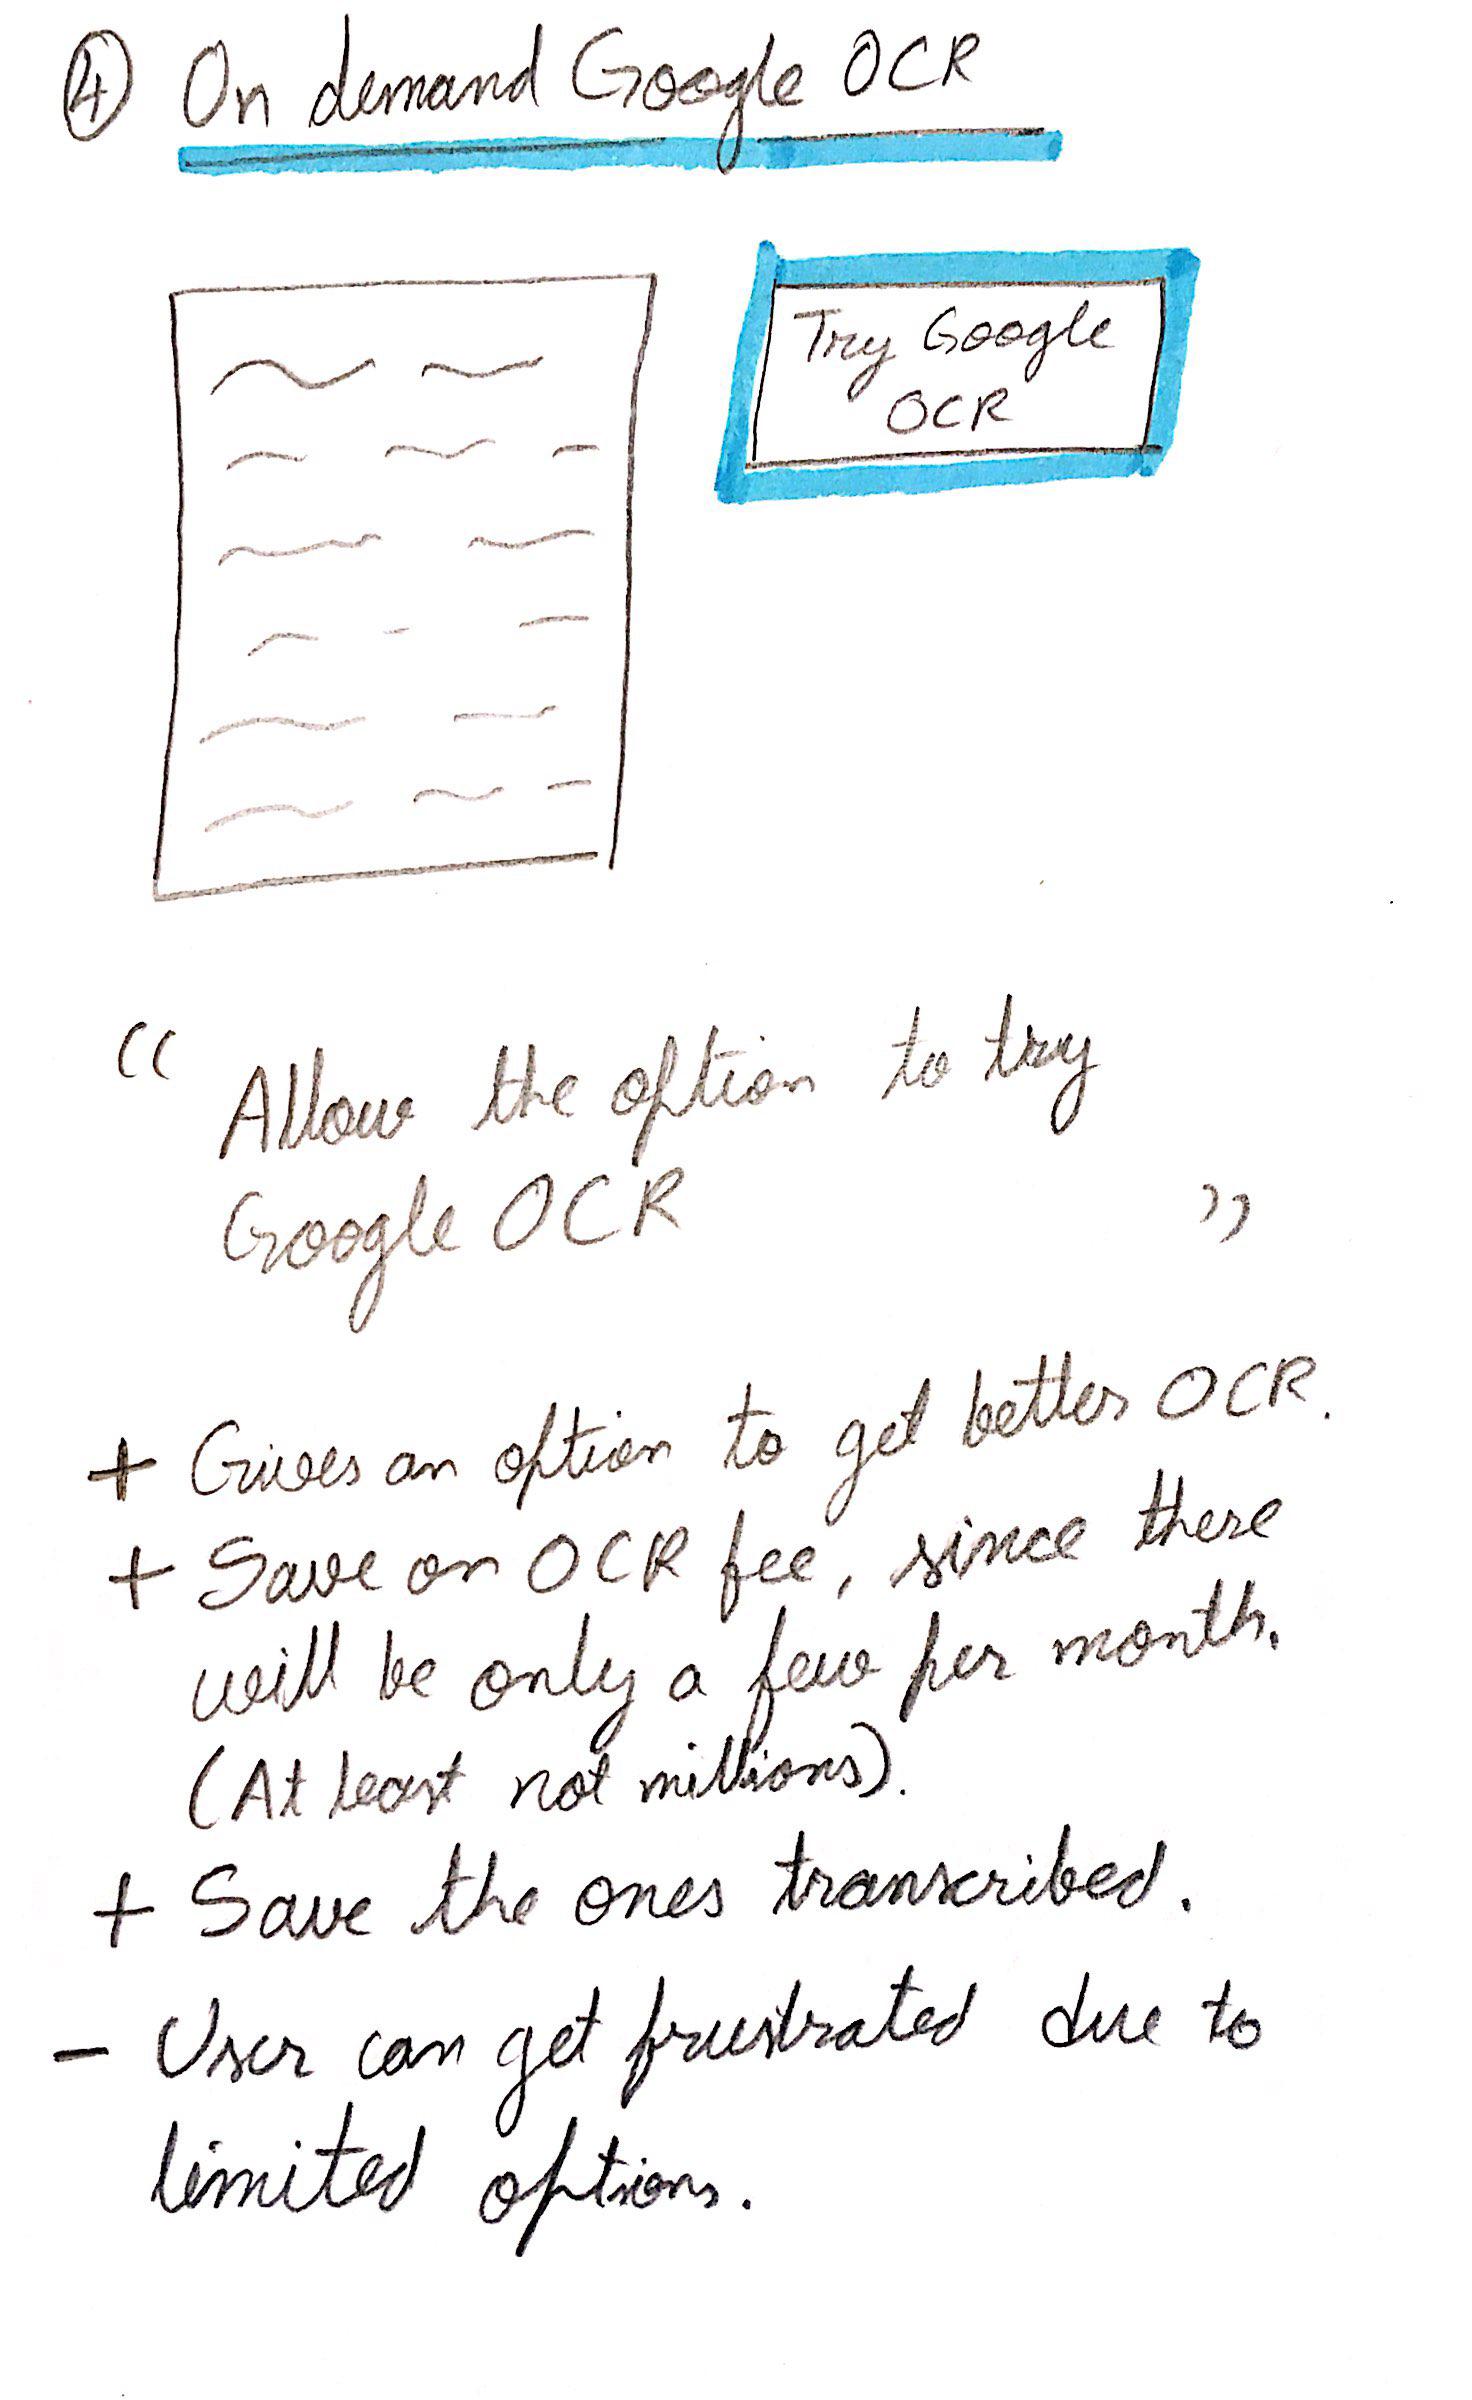 ④ On demand Google OCR
Try Google
OCR
“ Allow the option to try
Google OCR ”
+ Gives an option to get better OCR.
+ Save on OCR fee, since there
will be only a few per month.
(At least not millions).
+ Save the ones transcribed.
- User can get frustrated due to
limited options.